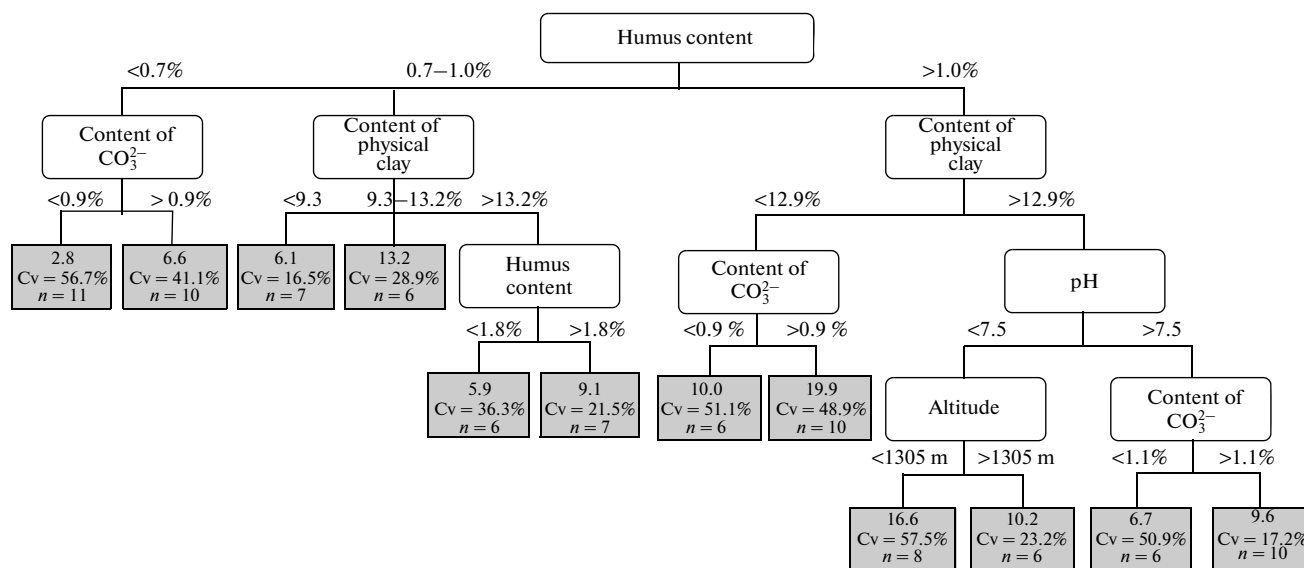 Humus content
<0.7%
0.7–1.0%
>1.0%
Content of
CO₃²⁻
Content of
physical
clay
Content of
physical
clay
<0.9%
> 0.9%
<9.3
9.3–13.2%
>13.2%
<12.9%
>12.9%
2.8
Cv = 56.7%
n = 11
6.6
Cv = 41.1%
n = 10
6.1
Cv = 16.5%
n = 7
13.2
Cv = 28.9%
n = 6
Humus
content
Content of
CO₃²⁻
pH
<1.8%
>1.8%
<0.9 %
>0.9 %
<7.5
>7.5
5.9
Cv = 36.3%
n = 6
9.1
Cv = 21.5%
n = 7
10.0
Cv = 51.1%
n = 6
19.9
Cv = 48.9%
n = 10
Altitude
Content of
CO₃²⁻
<1305 m
>1305 m
<1.1%
>1.1%
16.6
Cv = 57.5%
n = 8
10.2
Cv = 23.2%
n = 6
6.7
Cv = 50.9%
n = 6
9.6
Cv = 17.2%
n = 10